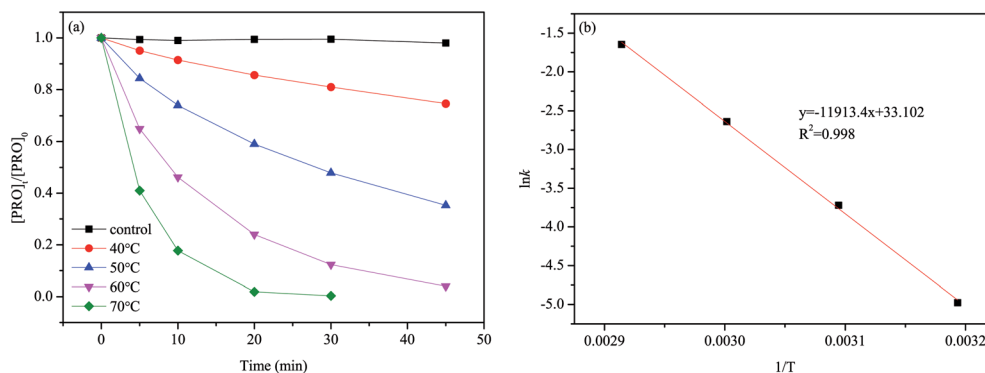 (a)
1.0
0.8
0.6
0.4
0.2
0.0
[PRO]t/[PRO]0
control
40°C
50°C
60°C
70°C
0
10
20
30
40
50
Time (min)
(b)
-1.5
-2.0
-2.5
-3.0
-3.5
-4.0
-4.5
-5.0
lnk
y=-11913.4x+33.102
R²=0.998
0.0029
0.0030
0.0031
0.0032
1/T